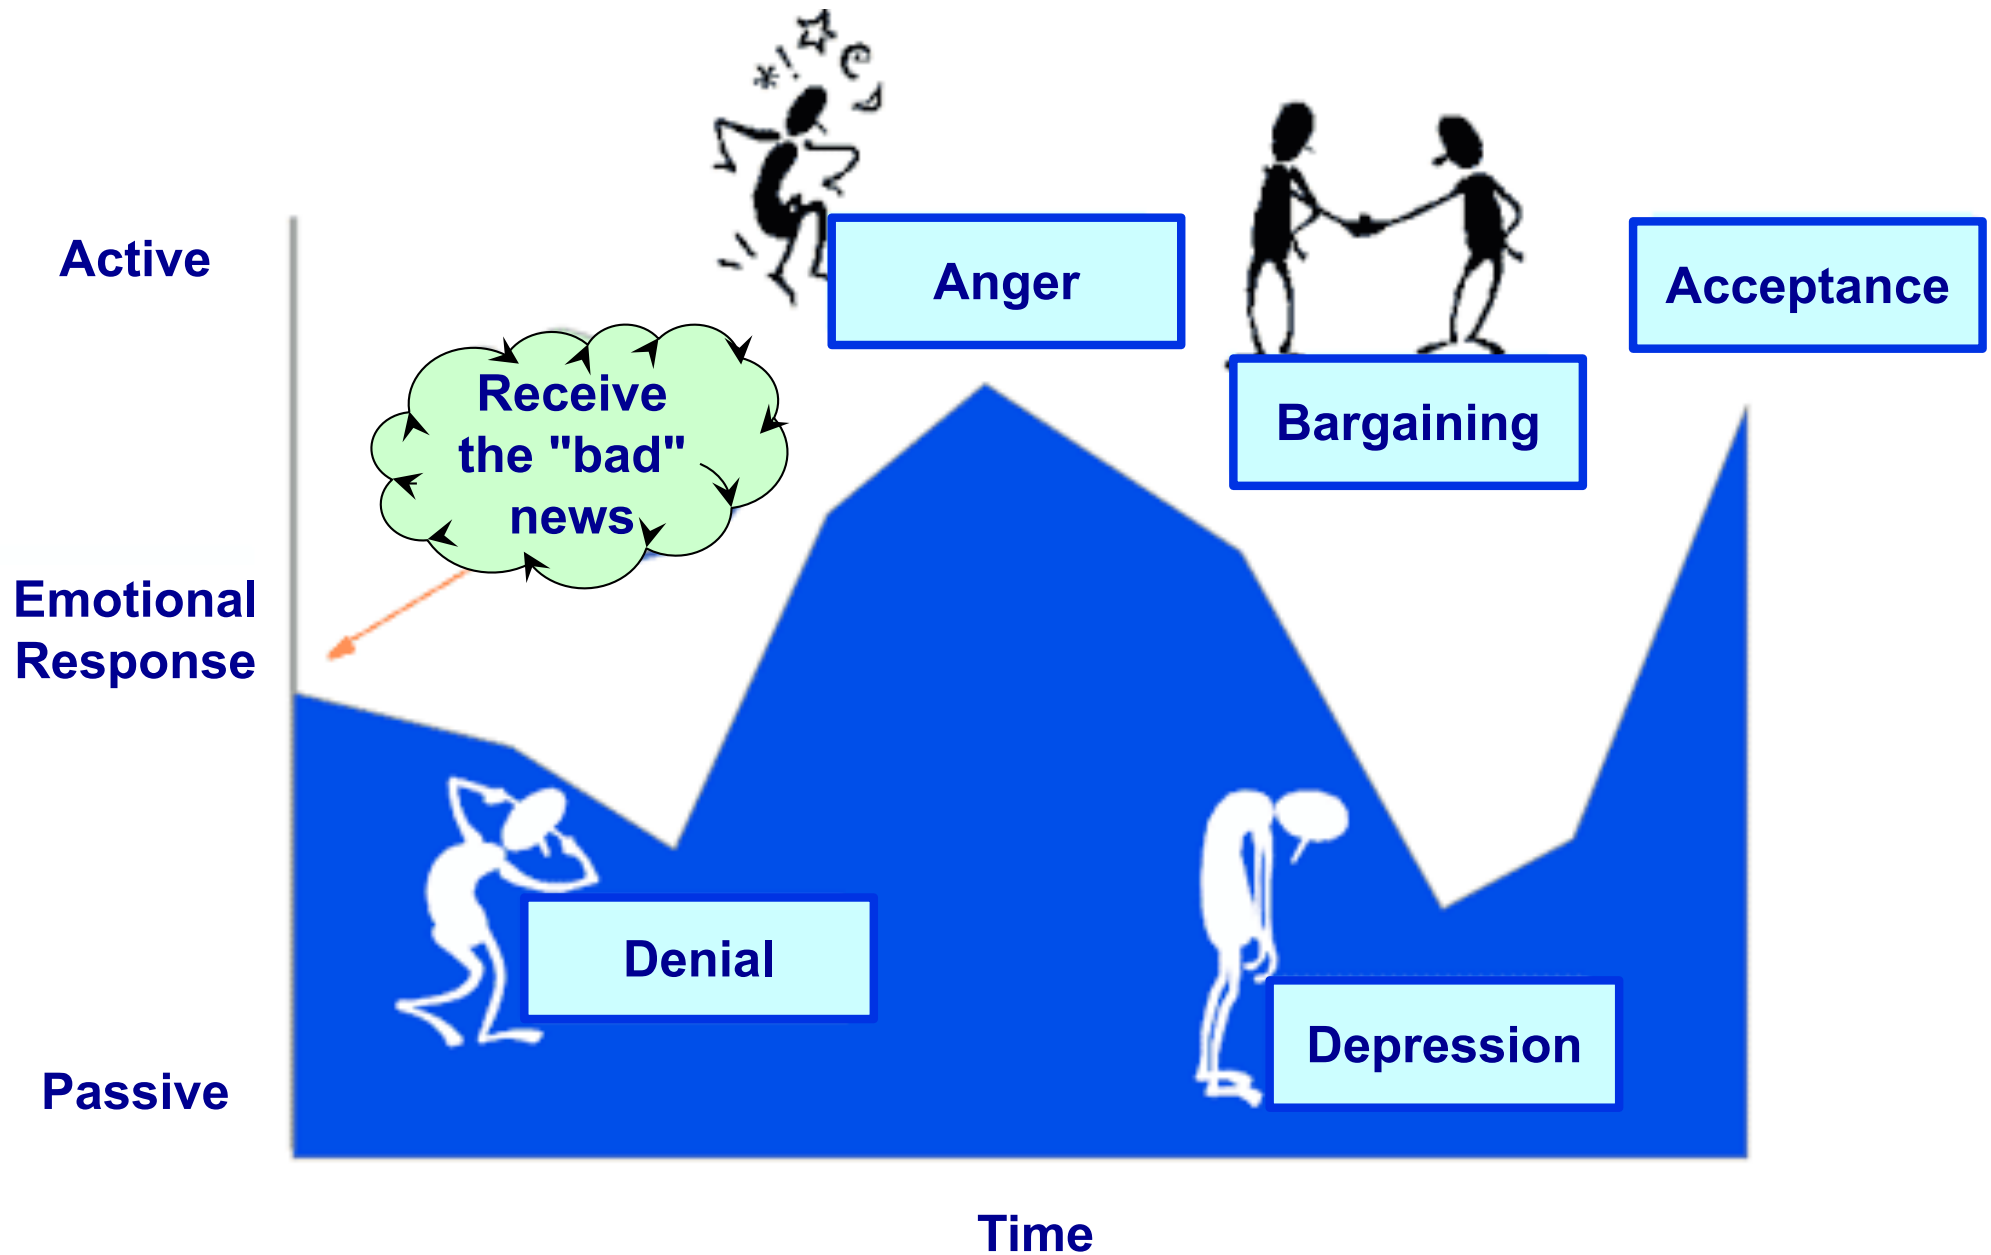 Active
Anger
Acceptance
Receive
the "bad"
news
Bargaining
Emotional
Response
Denial
Depression
Passive
Time